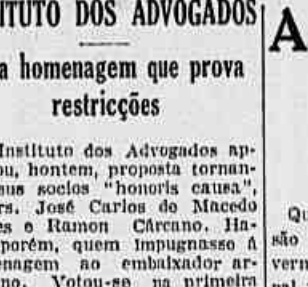 ITUTO DOS ADVOGADOS
a homenagem que prova
restricções
Instituto dos Advogados ap-
ou, hontem, proposta tornan-
sus socios "honoris causa",
rs. José Carlos de Macedo
es e Ramon Cárcano. Ha-
porém, quem impugnasse á
enagem ao embaixador ar-
no. Votou-se na primeira
A
Qu
são
vern